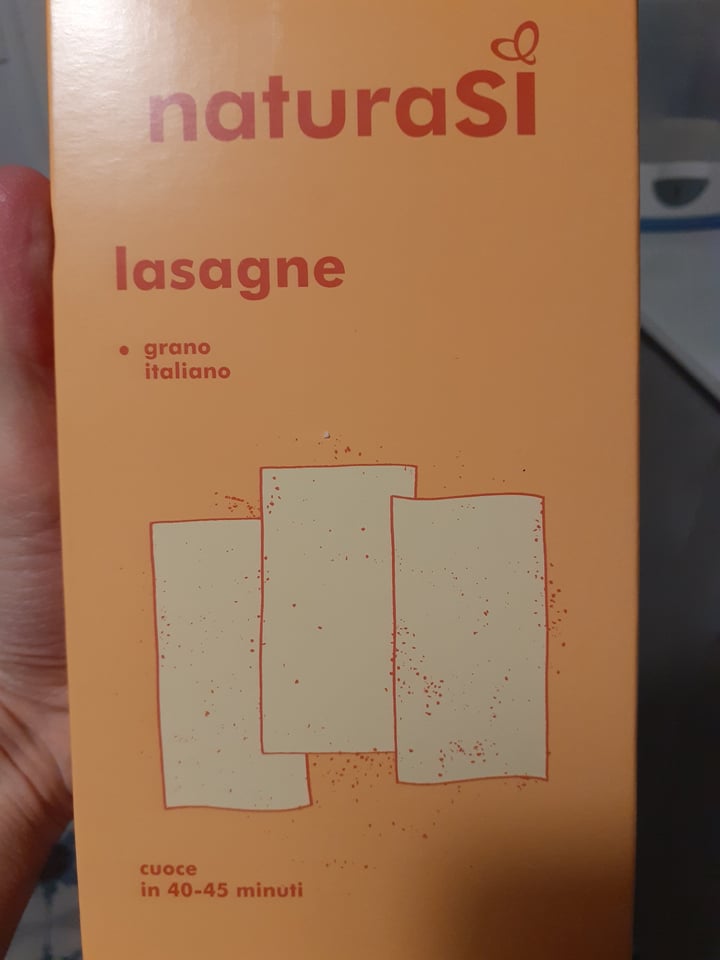 naturaSì
lasagne
• grano
italiano
cuoce
in 40-45 minuti